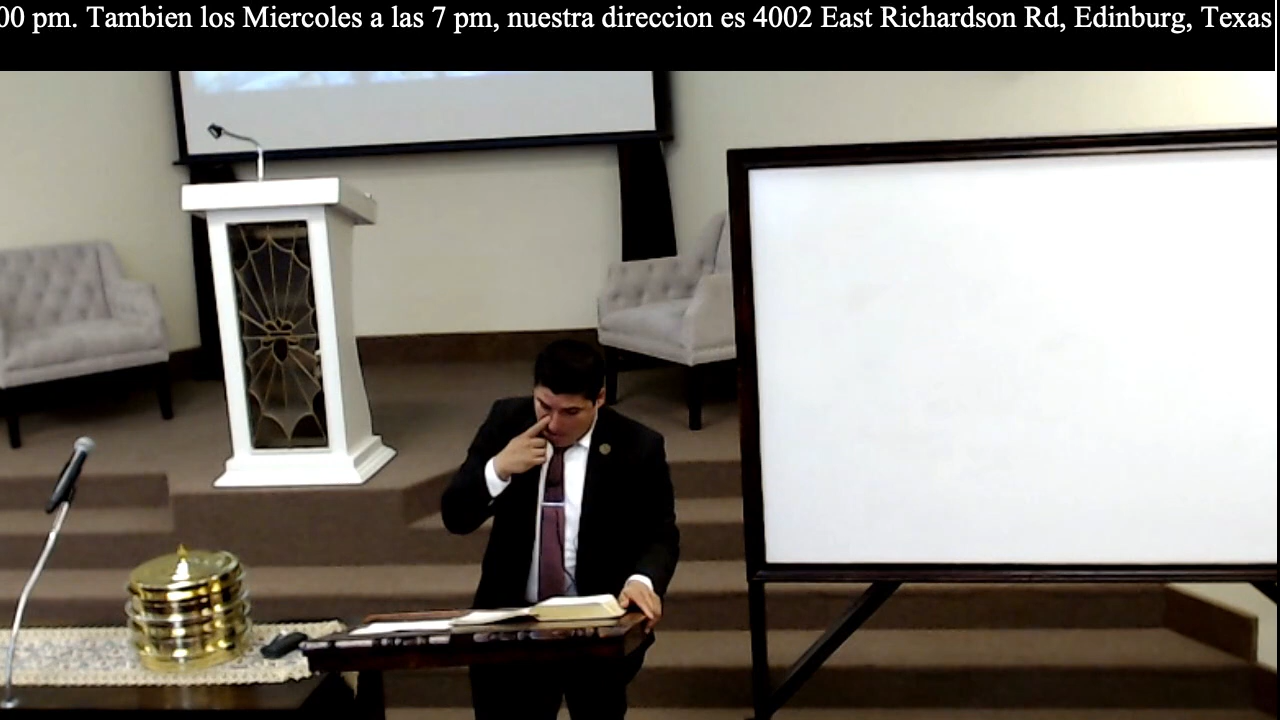 00 pm. Tambien los Miercoles a las 7 pm, nuestra direccion es 4002 East Richardson Rd, Edinburg, Texas